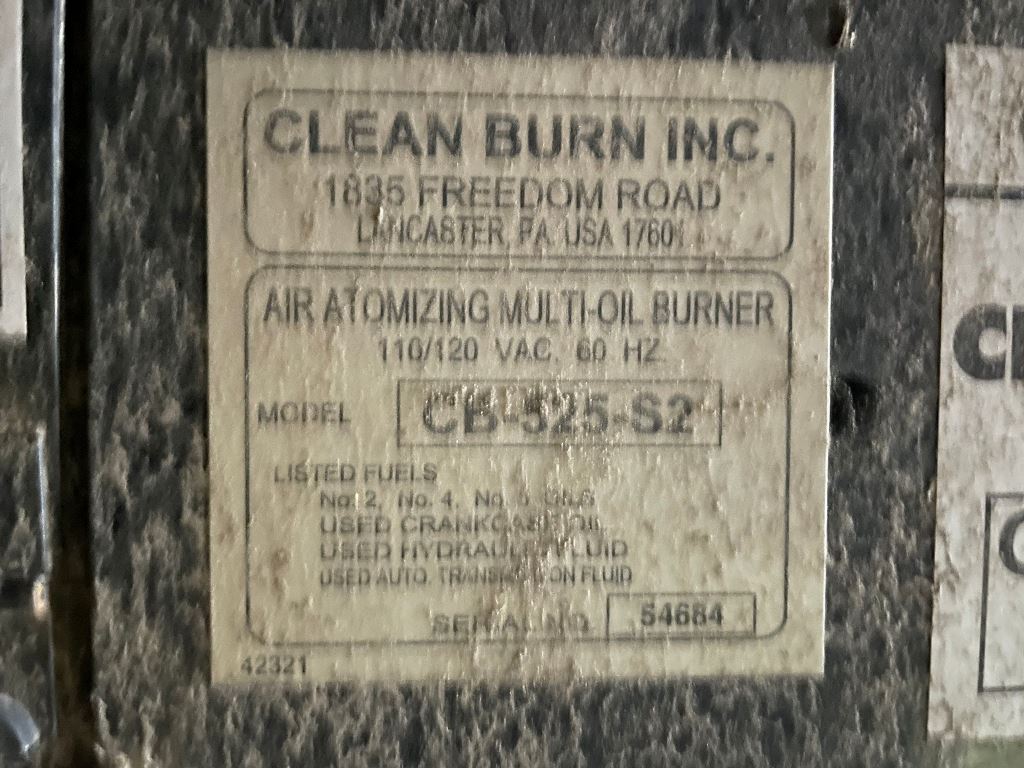 CLEAN BURN INC.
1835 FREEDOM ROAD
LANCASTER, PA USA 17601
AIR ATOMIZING MULTI-OIL BURNER
110/120 VAC. 60 HZ.
MODEL CB-525-S2
LISTED FUELS
No. 2, No. 4, No. 5 OILS
USED CRANKCASE OIL
USED HYDRAULIC FLUID
USED AUTO. TRANSMISSION FLUID
SERIAL NO. 54684
42321